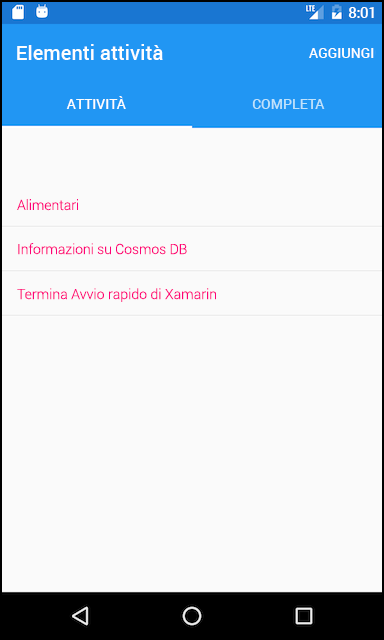 LTE 8:01
Elementi attività AGGIUNGI
ATTIVITÀ COMPLETA
Alimentari
Informazioni su Cosmos DB
Termina Avvio rapido di Xamarin